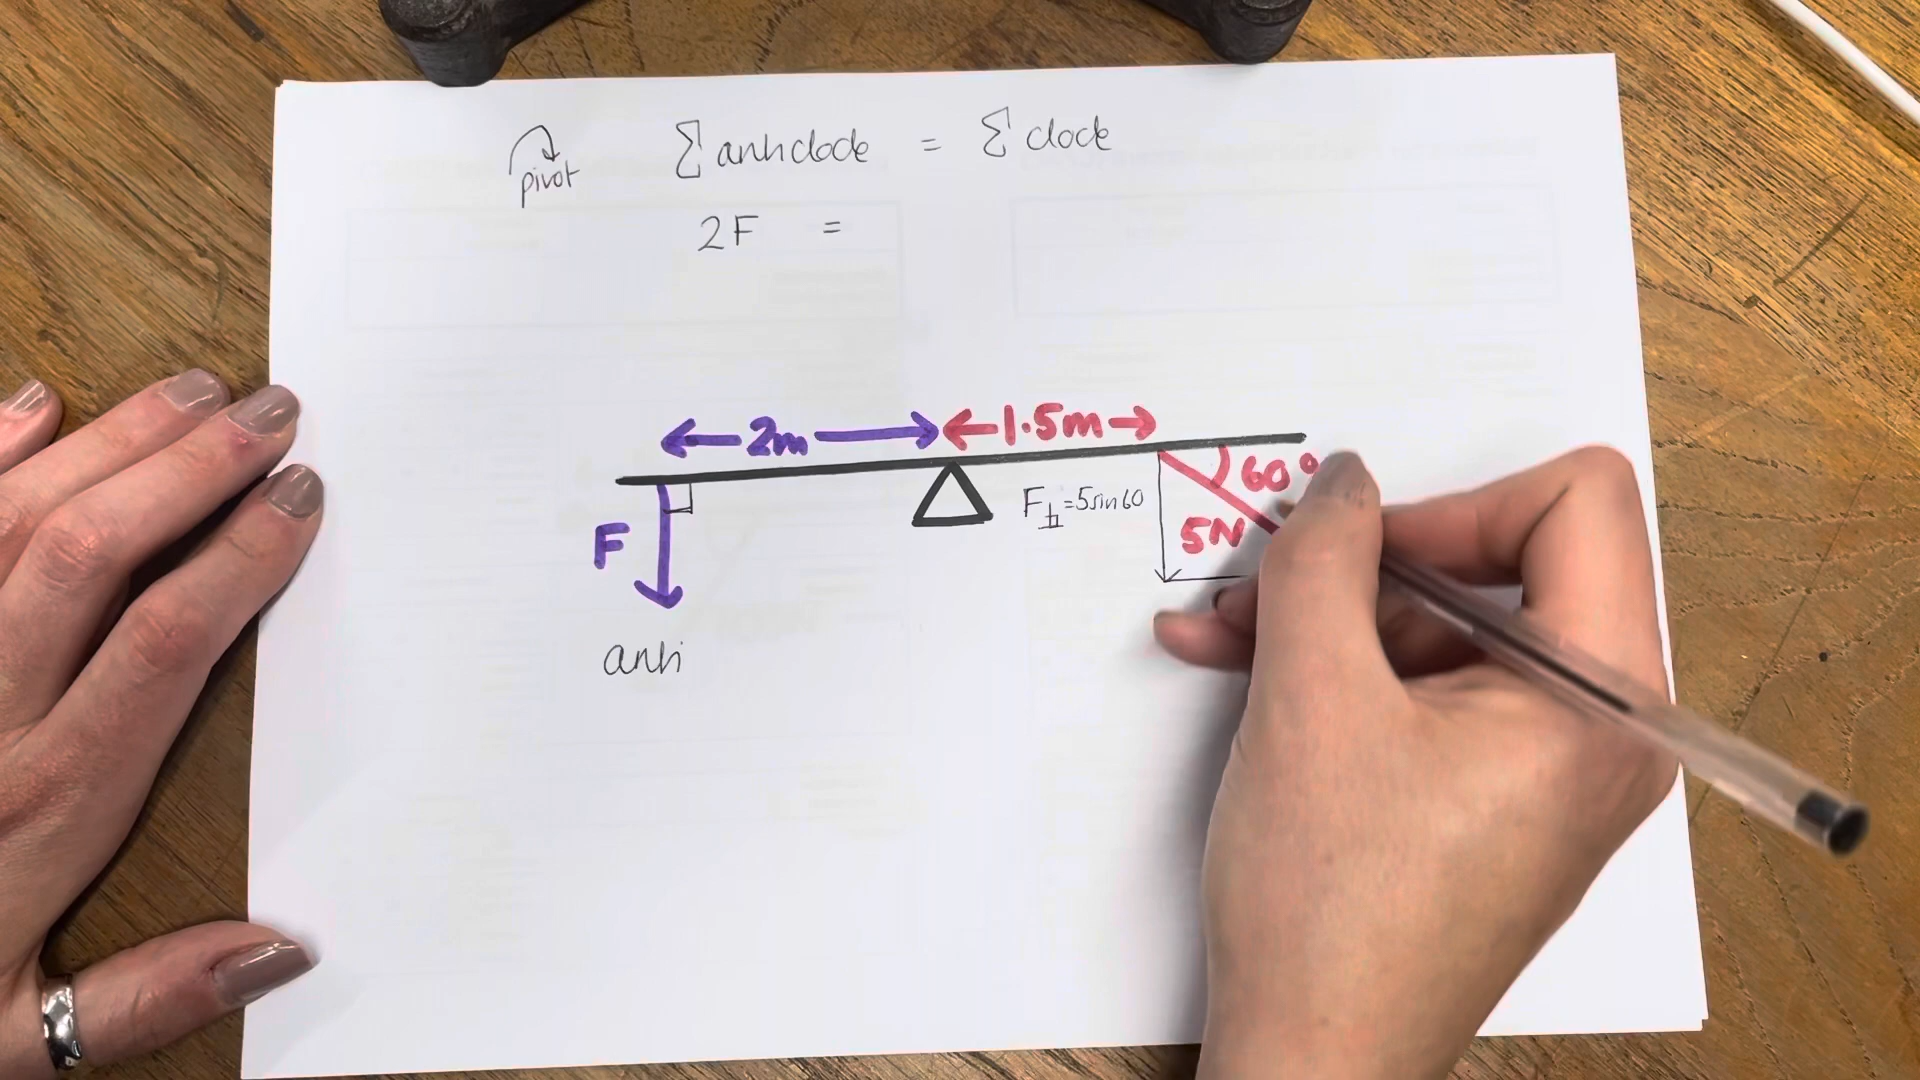 pivot
∑ anticlock = ∑ clock
2F =
2m 1.5m
60°
F⊥ = 5sin60
5N
F
anti